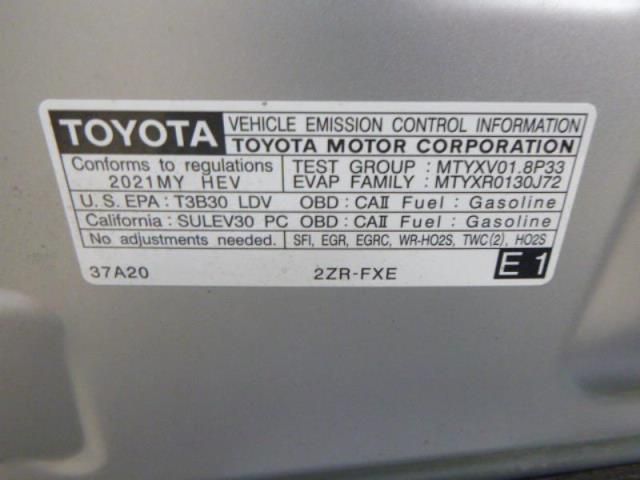 TOYOTA VEHICLE EMISSION CONTROL INFORMATION
TOYOTA MOTOR CORPORATION
Conforms to regulations TEST GROUP : MTYXV01.8P33
2021MY HEV EVAP FAMILY : MTYXR0130J72
U.S. EPA : T3B30 LDV OBD : CAII Fuel : Gasoline
California : SULEV30 PC OBD : CAII Fuel : Gasoline
No adjustments needed. SFI, EGR, EGRC, WR-HO2S, TWC(2), HO2S
37A20 2ZR-FXE E 1